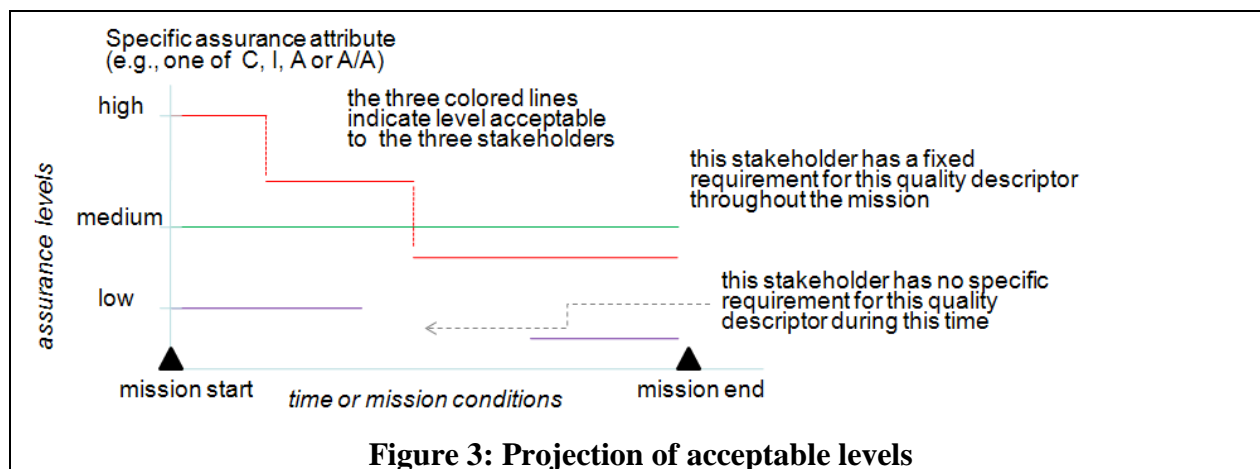 Specific assurance attribute
(e.g., one of C, I, A or A/A)
high
the three colored lines
indicate level acceptable
to the three stakeholders
this stakeholder has a fixed
requirement for this quality descriptor
throughout the mission
medium
assurance levels
low
this stakeholder has no specific
requirement for this quality
descriptor during this time
mission start
time or mission conditions
mission end
Figure 3: Projection of acceptable levels